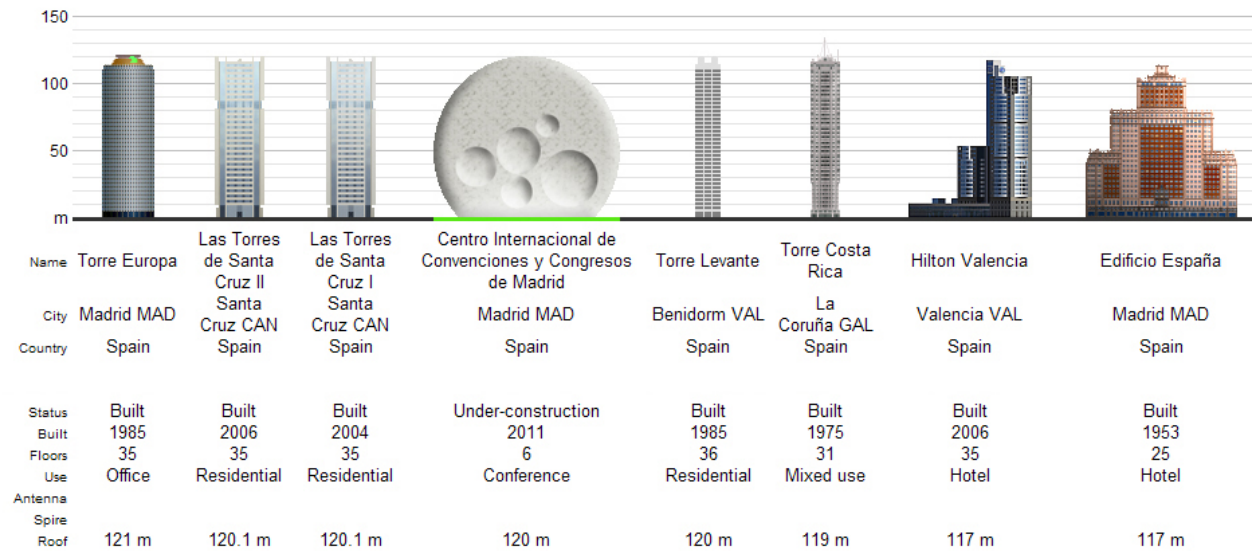 150
100
50
m
Name Torre Europa Las Torres de Santa Cruz II Las Torres de Santa Cruz I Centro Internacional de Convenciones y Congresos de Madrid Torre Levante Torre Costa Rica Hilton Valencia Edificio España
City Madrid MAD Santa Cruz CAN Santa Cruz CAN Madrid MAD Benidorm VAL La Coruña GAL Valencia VAL Madrid MAD
Country Spain Spain Spain Spain Spain Spain Spain Spain
Status Built Built Built Under-construction Built Built Built Built
Built 1985 2006 2004 2011 1985 1975 2006 1953
Floors 35 35 35 6 36 31 35 25
Use Office Residential Residential Conference Residential Mixed use Hotel Hotel
Antenna
Spire
Roof 121 m 120.1 m 120.1 m 120 m 120 m 119 m 117 m 117 m